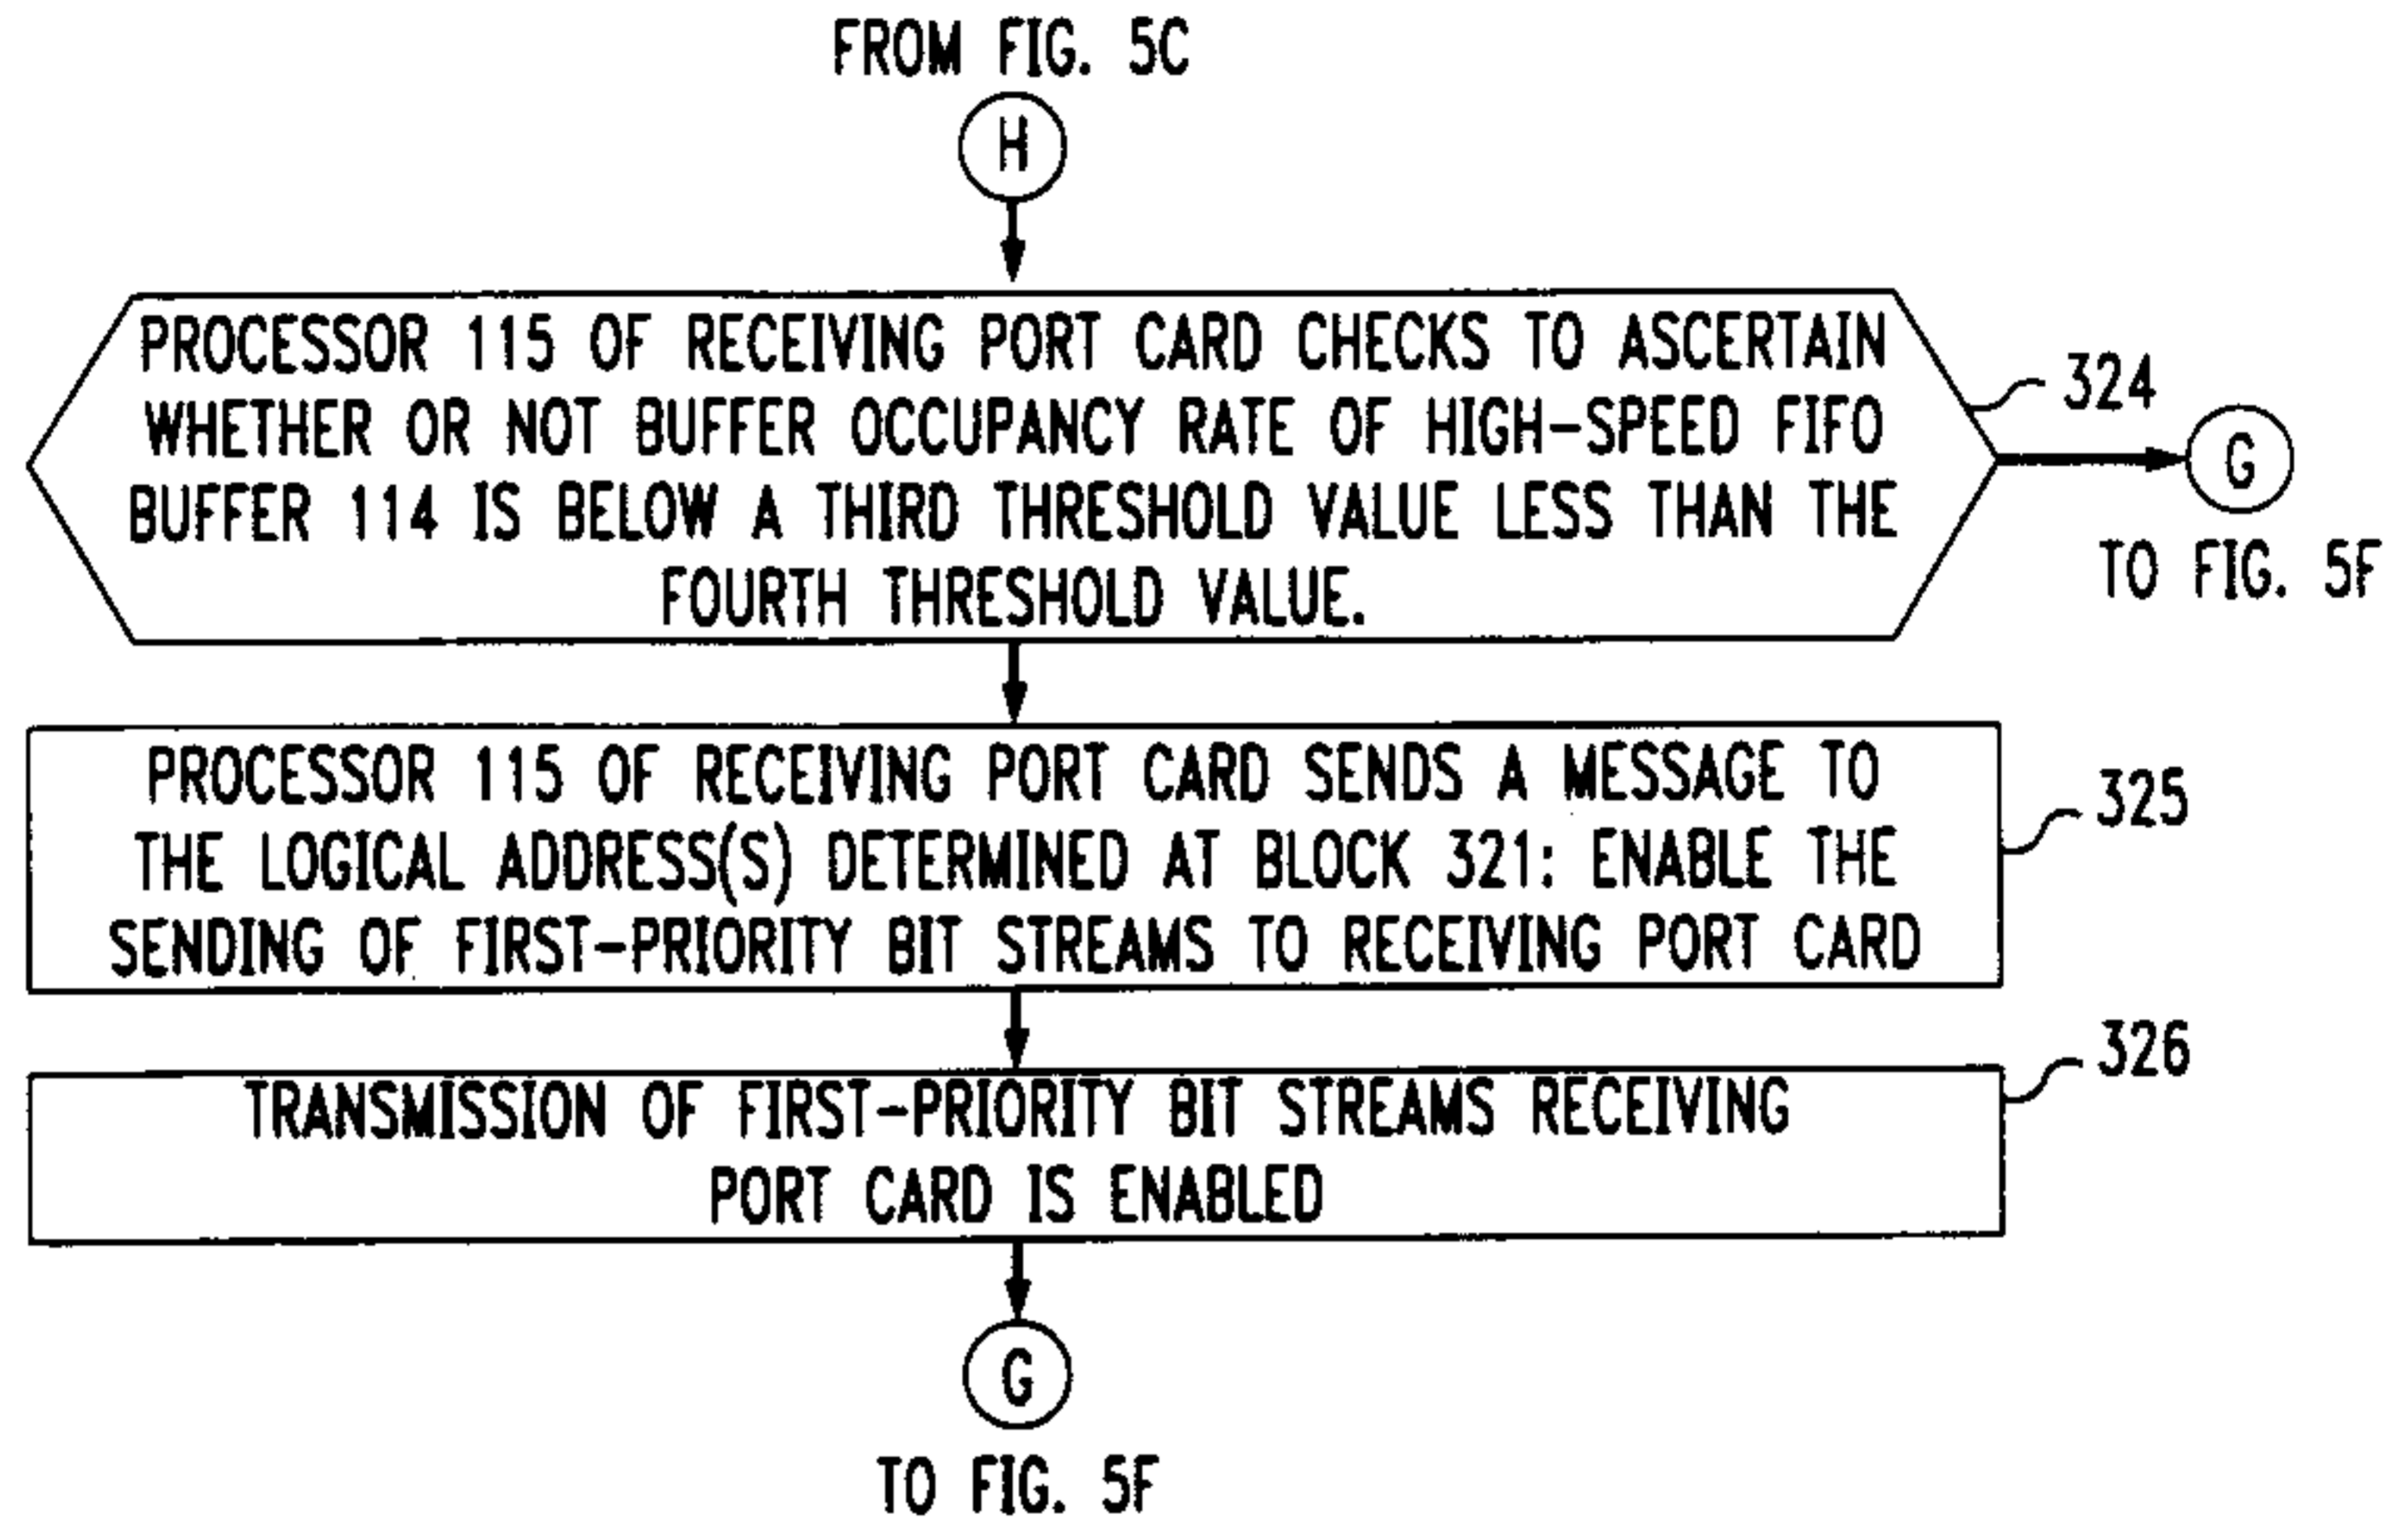 FROM FIG. 5C
H
PROCESSOR 115 OF RECEIVING PORT CARD CHECKS TO ASCERTAIN
WHETHER OR NOT BUFFER OCCUPANCY RATE OF HIGH-SPEED FIFO
BUFFER 114 IS BELOW A THIRD THRESHOLD VALUE LESS THAN THE
FOURTH THRESHOLD VALUE.
324
G
TO FIG. 5F
PROCESSOR 115 OF RECEIVING PORT CARD SENDS A MESSAGE TO
THE LOGICAL ADDRESS(S) DETERMINED AT BLOCK 321: ENABLE THE
SENDING OF FIRST-PRIORITY BIT STREAMS TO RECEIVING PORT CARD
325
TRANSMISSION OF FIRST-PRIORITY BIT STREAMS RECEIVING
PORT CARD IS ENABLED
326
G
TO FIG. 5F